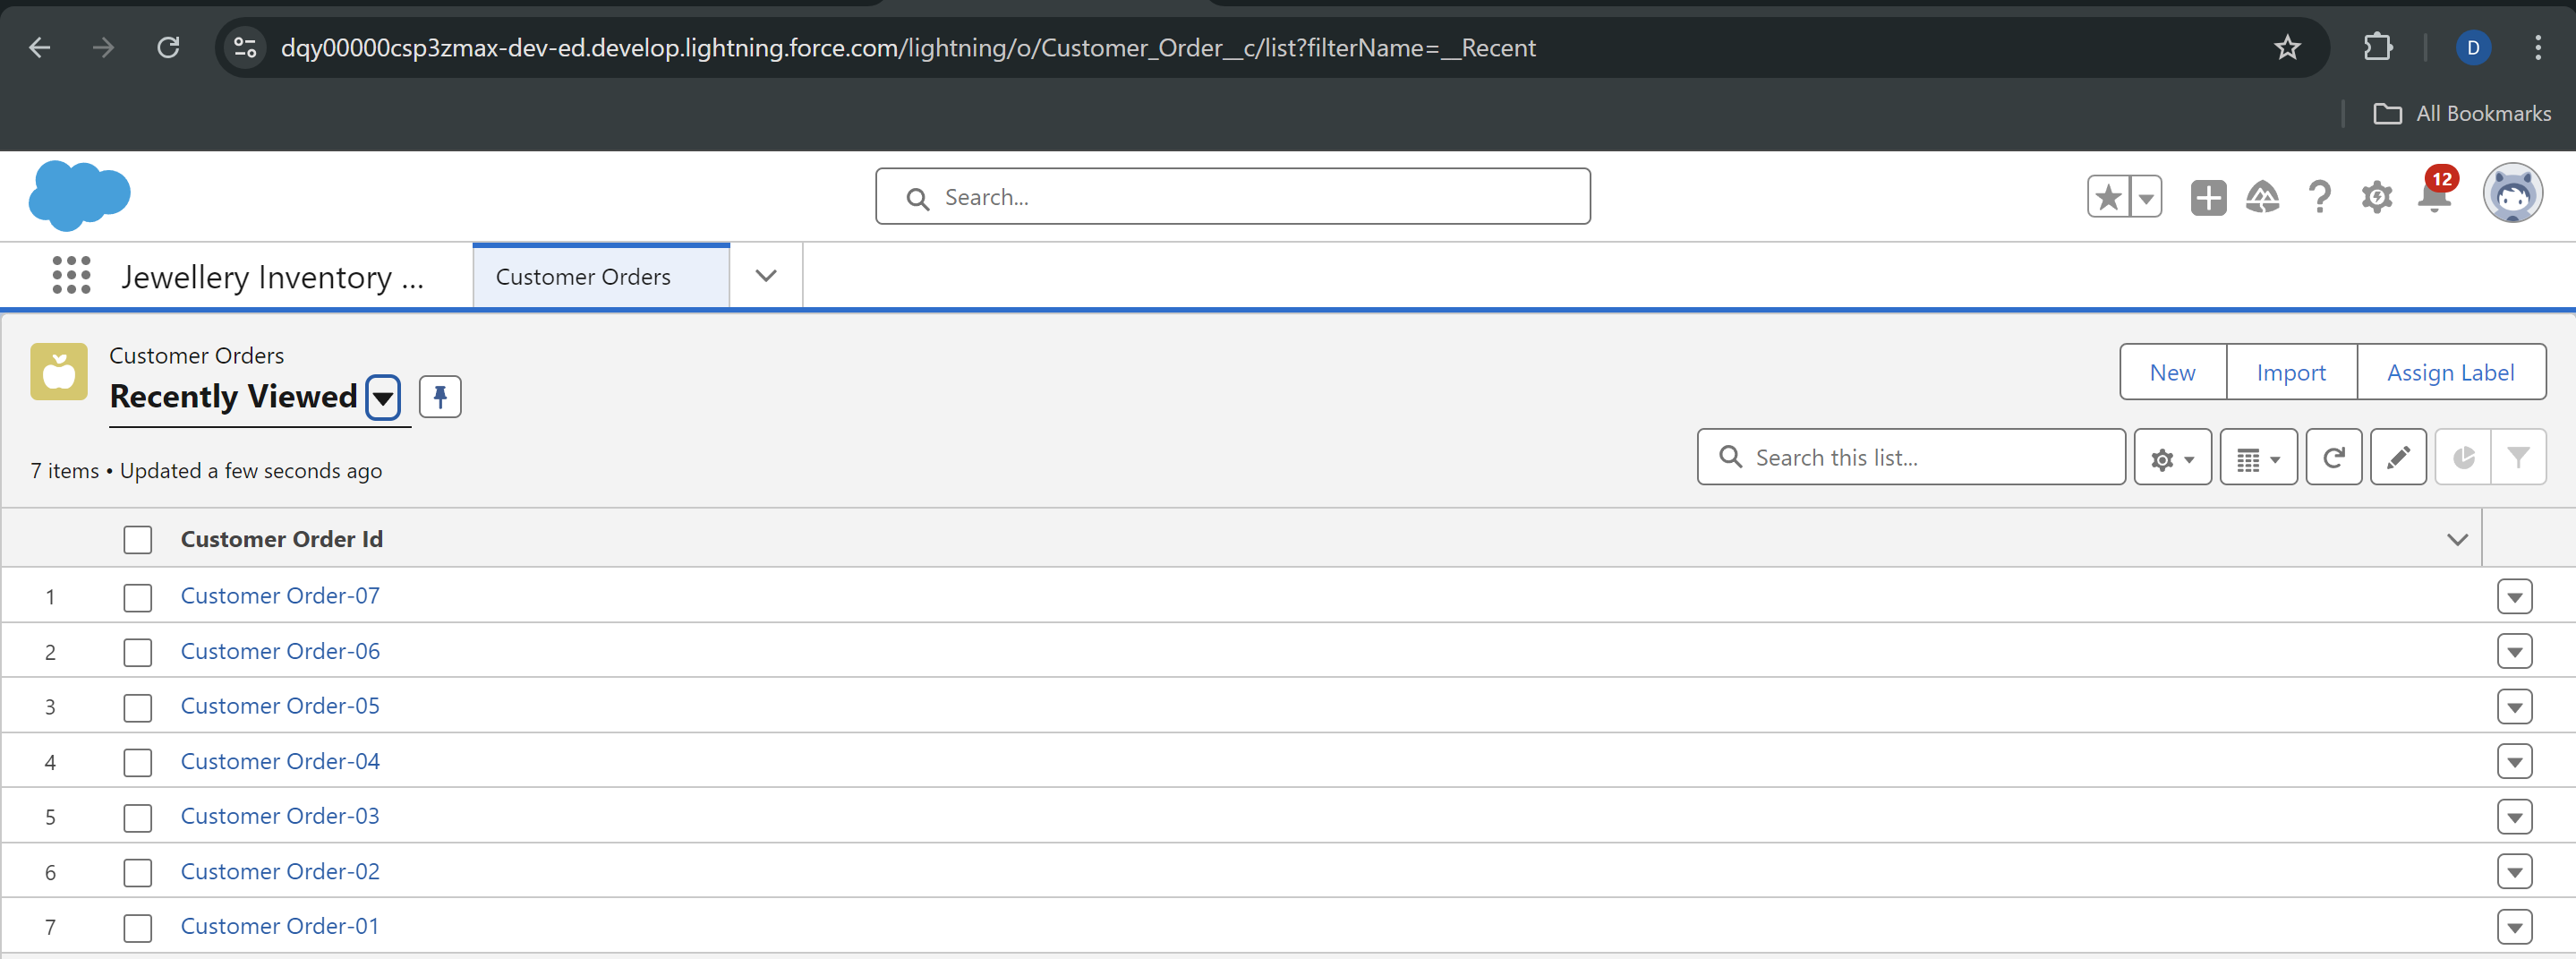 dqy00000csp3zmax-dev-ed.develop.lightning.force.com/lightning/o/Customer_Order__c/list?filterName=__Recent
D
All Bookmarks
Search...
12
Jewellery Inventory ...
Customer Orders
Customer Orders
Recently Viewed
New
Import
Assign Label
7 items • Updated a few seconds ago
Search this list...
Customer Order Id
1 Customer Order-07
2 Customer Order-06
3 Customer Order-05
4 Customer Order-04
5 Customer Order-03
6 Customer Order-02
7 Customer Order-01